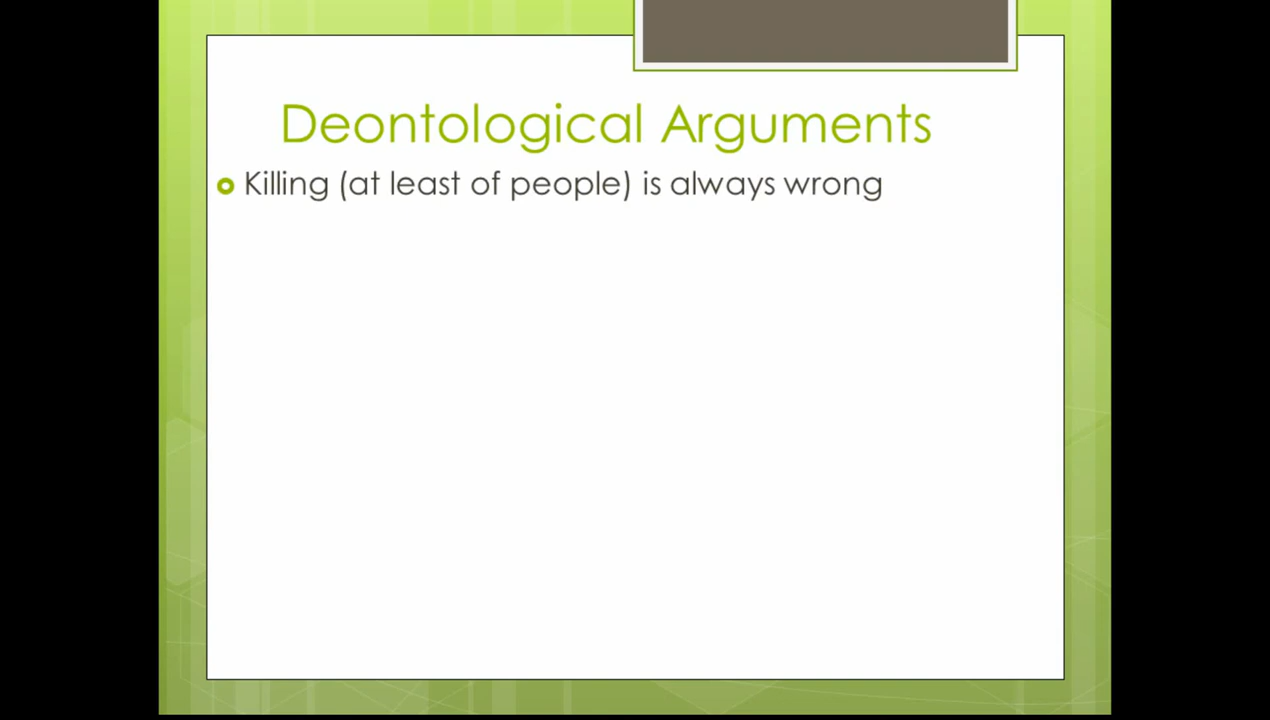 Deontological Arguments
Killing (at least of people) is always wrong